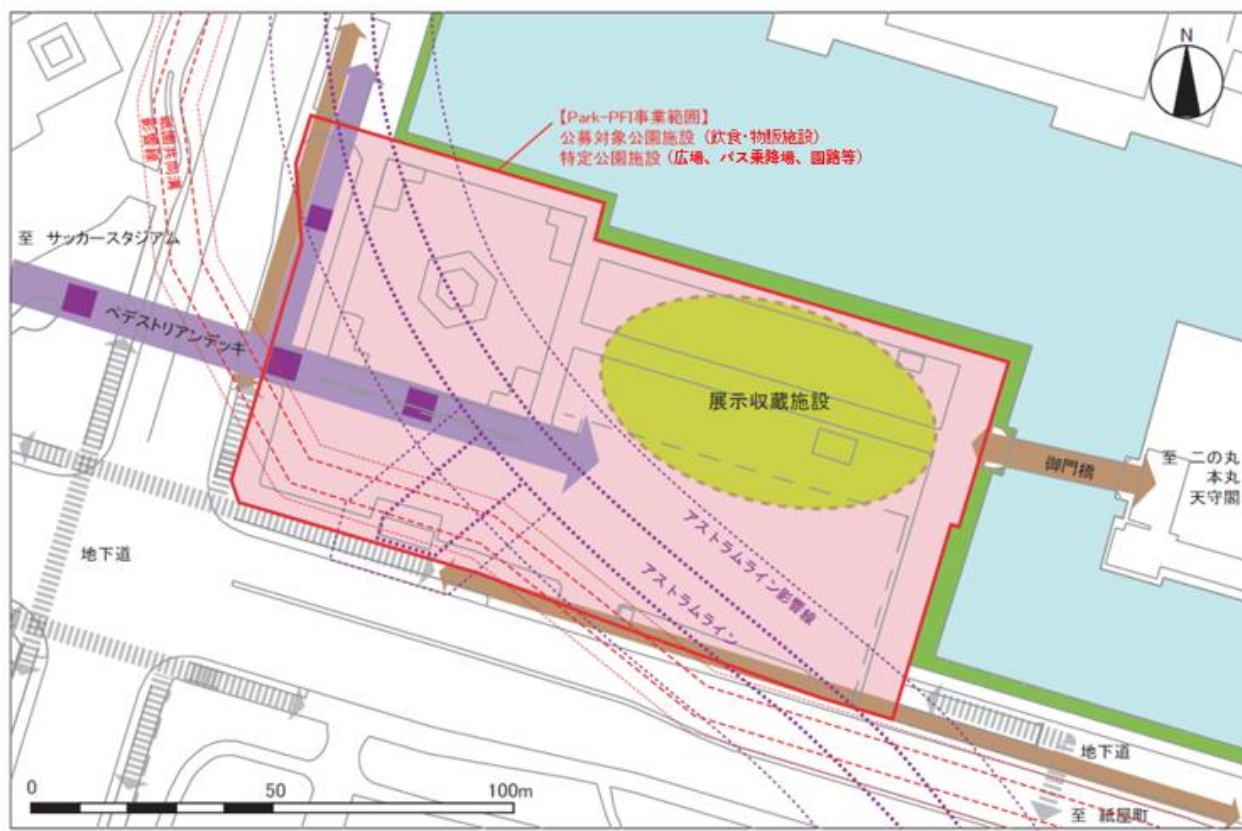 N
【Park-PFI事業範囲】
公募対象公園施設（飲食・物販施設）
特定公園施設（広場、バス乗降場、園路等）
至 サッカースタジアム
ペデストリアンデッキ
展示収蔵施設
御門橋
至 二の丸
本丸
天守閣
アストラムライン影響線
アストラムライン
地下道
地下道
至 紙屋町
0
50
100m